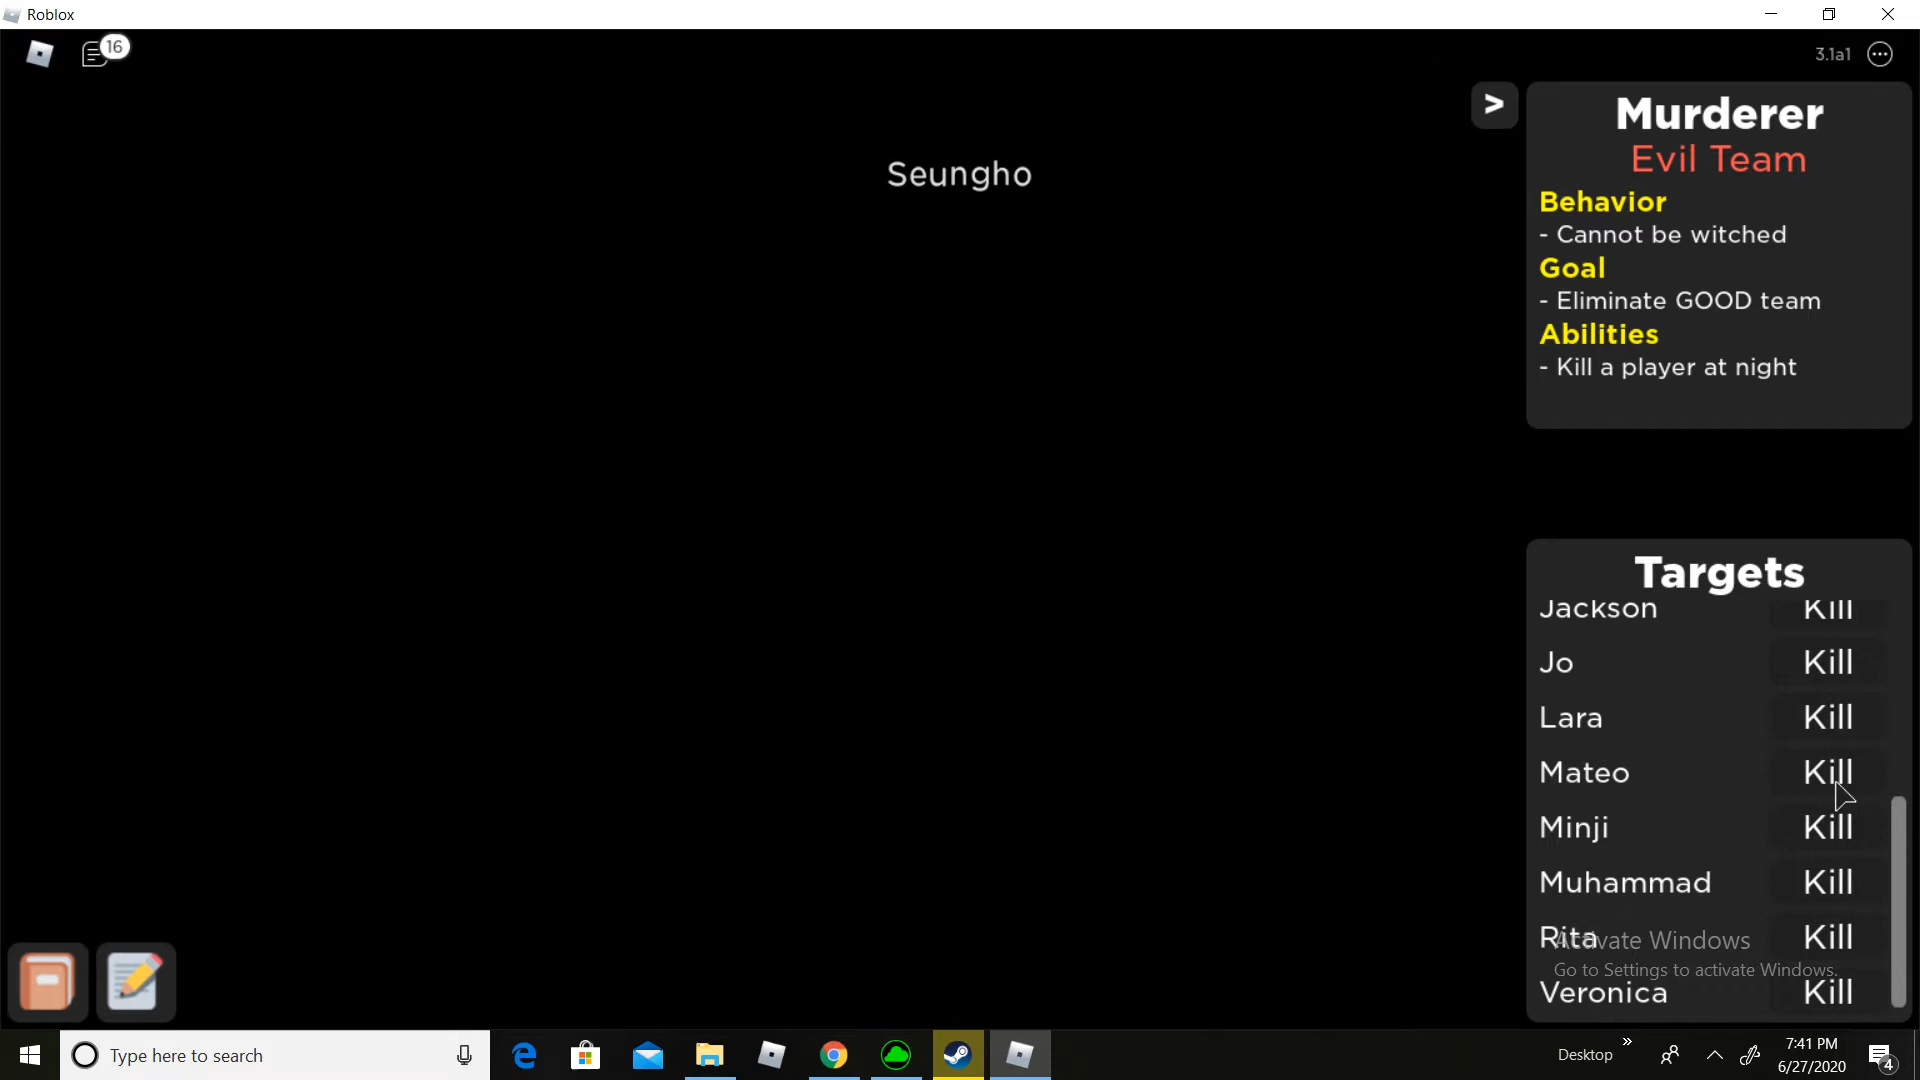 Roblox
16
3.1a1
>
Murderer
Evil Team
Behavior
- Cannot be witched
Goal
- Eliminate GOOD team
Abilities
- Kill a player at night
Seungho
Targets
Jackson Kill
Jo Kill
Lara Kill
Mateo Kill
Minji Kill
Muhammad Kill
Rita Kill
Activate Windows
Go to Settings to activate Windows.
Veronica Kill
Type here to search
Desktop
7:41 PM
6/27/2020
4